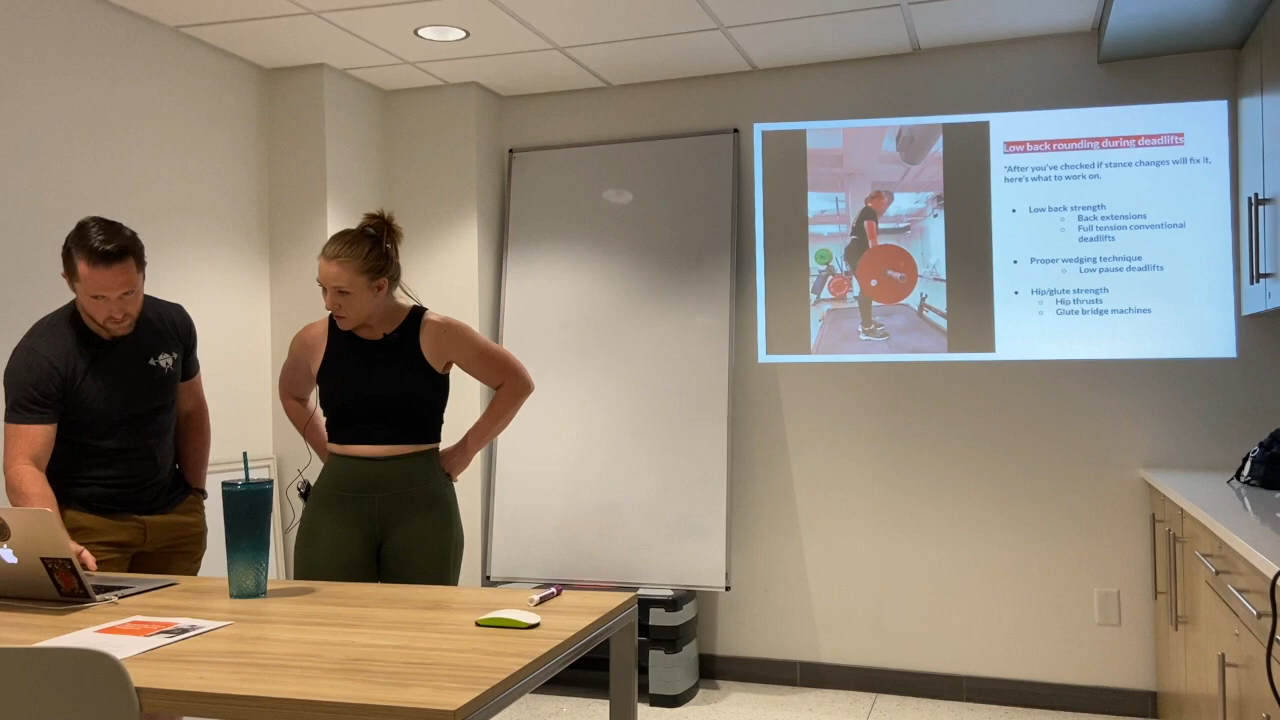 Low back rounding during deadlifts
*After you've checked if stance changes will fix it,
here's what to work on.
• Low back strength
○ Back extensions
○ Full tension conventional
deadlifts
• Proper wedging technique
○ Low pause deadlifts
• Hip/glute strength
○ Hip thrusts
○ Glute bridge machines